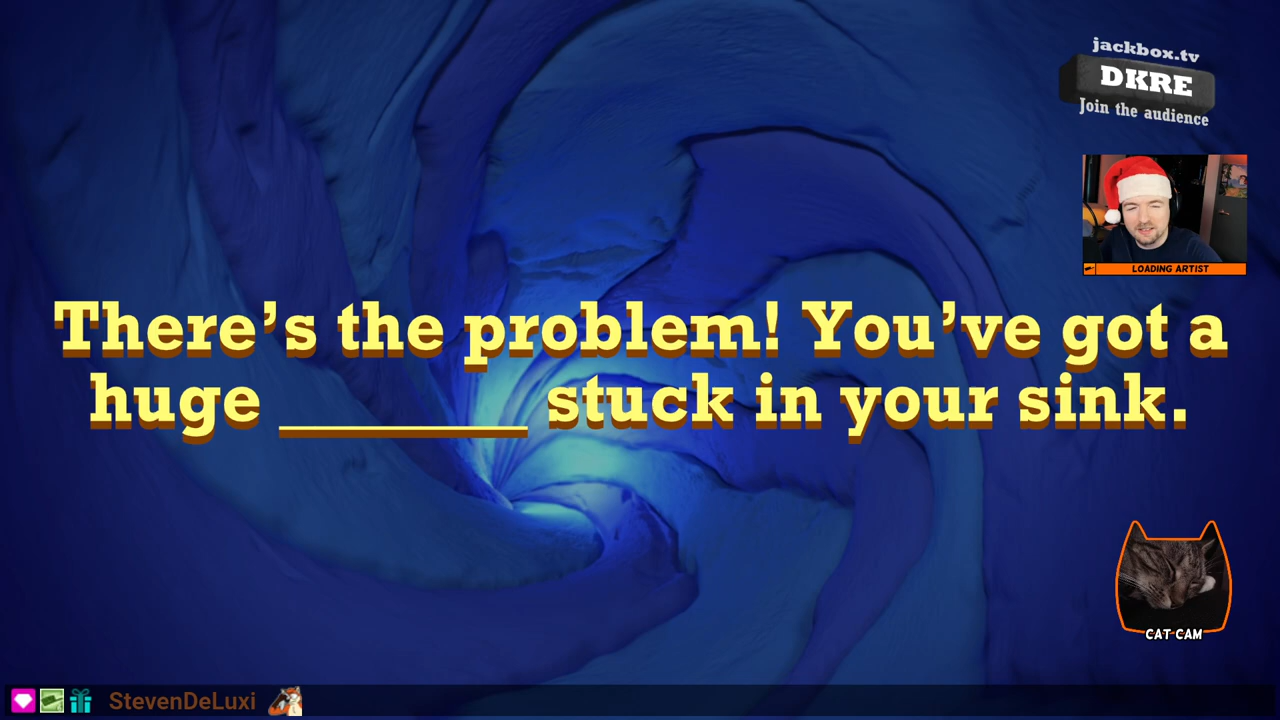 jackbox.tv
DKRE
Join the audience
LOADING ARTIST
There's the problem! You've got a
huge ________ stuck in your sink.
CAT CAM
StevenDeLuxi